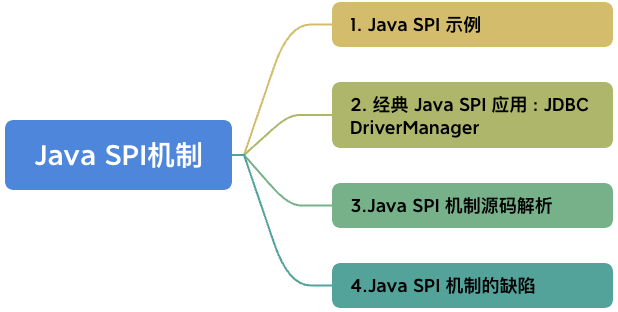 Java SPI机制
1. Java SPI 示例
2. 经典 Java SPI 应用：JDBC
DriverManager
3.Java SPI 机制源码解析
4.Java SPI 机制的缺陷